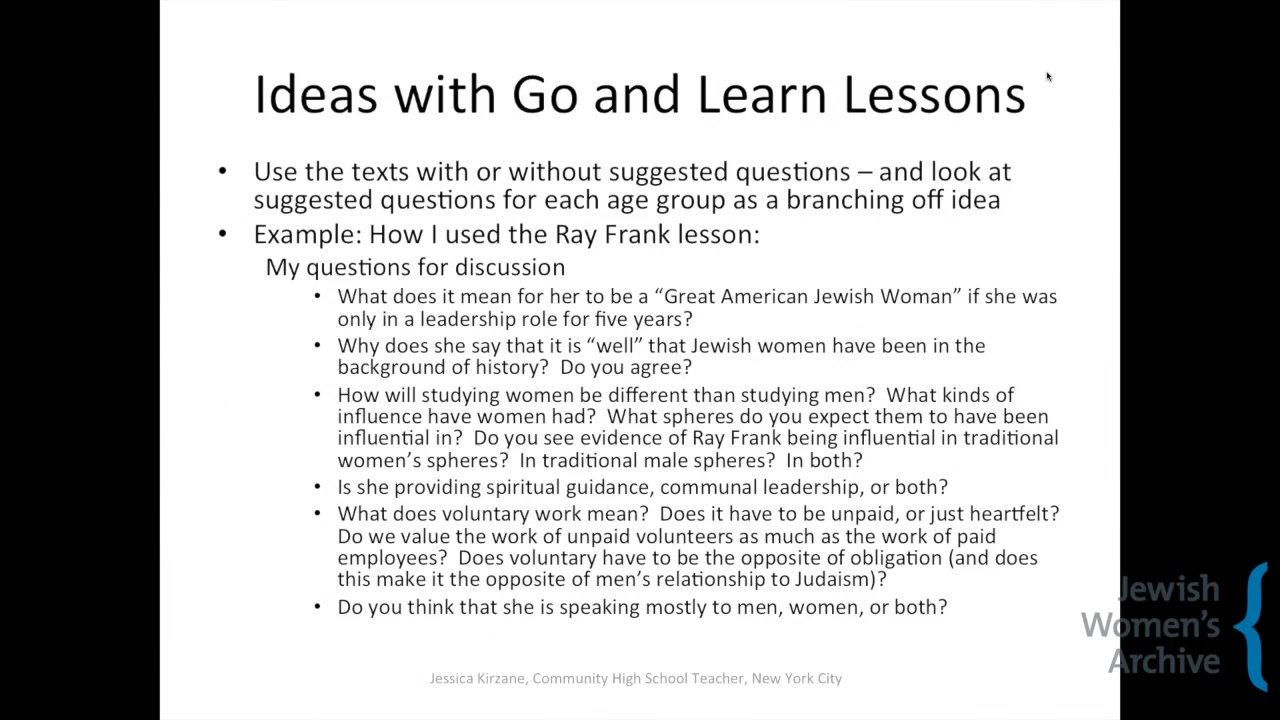 Ideas with Go and Learn Lessons
• Use the texts with or without suggested questions – and look at
suggested questions for each age group as a branching off idea
• Example: How I used the Ray Frank lesson:
My questions for discussion
• What does it mean for her to be a “Great American Jewish Woman” if she was
only in a leadership role for five years?
• Why does she say that it is “well” that Jewish women have been in the
background of history? Do you agree?
• How will studying women be different than studying men? What kinds of
influence have women had? What spheres do you expect them to have been
influential in? Do you see evidence of Ray Frank being influential in traditional
women’s spheres? In traditional male spheres? In both?
• Is she providing spiritual guidance, communal leadership, or both?
• What does voluntary work mean? Does it have to be unpaid, or just heartfelt?
Do we value the work of unpaid volunteers as much as the work of paid
employees? Does voluntary have to be the opposite of obligation (and does
this make it the opposite of men’s relationship to Judaism)?
• Do you think that she is speaking mostly to men, women, or both?
Jessica Kirzane, Community High School Teacher, New York City
Jewish
Women’s
Archive